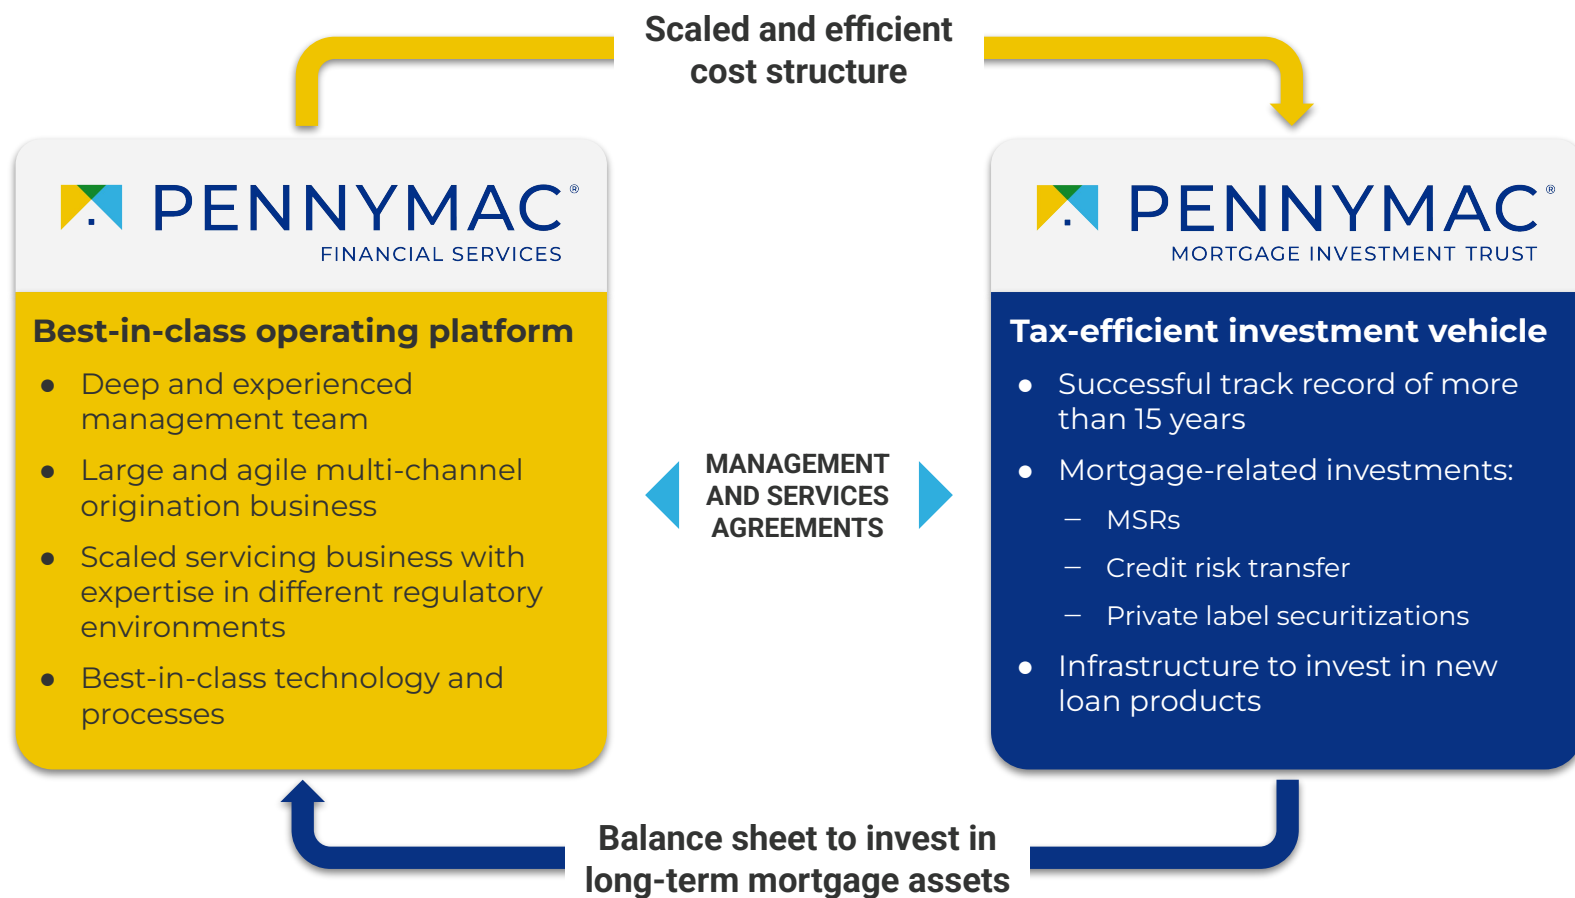 Scaled and efficient
cost structure
PENNYMAC®
FINANCIAL SERVICES
Best-in-class operating platform
● Deep and experienced
management team
● Large and agile multi-channel
origination business
● Scaled servicing business with
expertise in different regulatory
environments
● Best-in-class technology and
processes
MANAGEMENT
AND SERVICES
AGREEMENTS
PENNYMAC®
MORTGAGE INVESTMENT TRUST
Tax-efficient investment vehicle
● Successful track record of more
than 15 years
● Mortgage-related investments:
– MSRs
– Credit risk transfer
– Private label securitizations
● Infrastructure to invest in new
loan products
Balance sheet to invest in
long-term mortgage assets